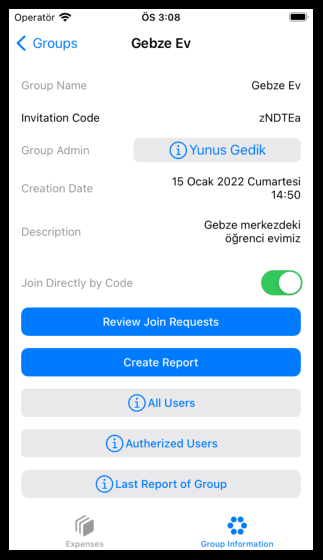 Operatör ÖS 3:08
Groups Gebze Ev
Group Name Gebze Ev
Invitation Code zNDTEa
Group Admin Yunus Gedik
Creation Date 15 Ocak 2022 Cumartesi
14:50
Description Gebze merkezdeki
öğrenci evimiz
Join Directly by Code
Review Join Requests
Create Report
All Users
Autherized Users
Last Report of Group
Expenses Group Information